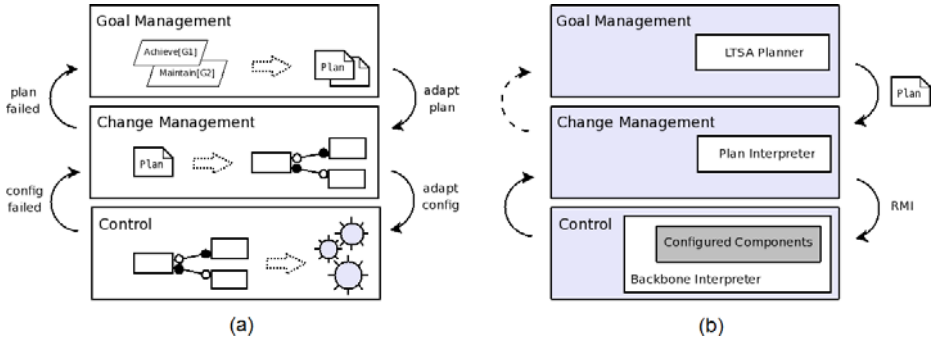 Goal Management
Achieve[G1]
Maintain[G2]
Plan
plan
failed
adapt
plan
Change Management
Plan
config
failed
adapt
config
Control
(a)
Goal Management
LTSA Planner
Plan
Change Management
Plan Interpreter
RMI
Control
Configured Components
Backbone Interpreter
(b)